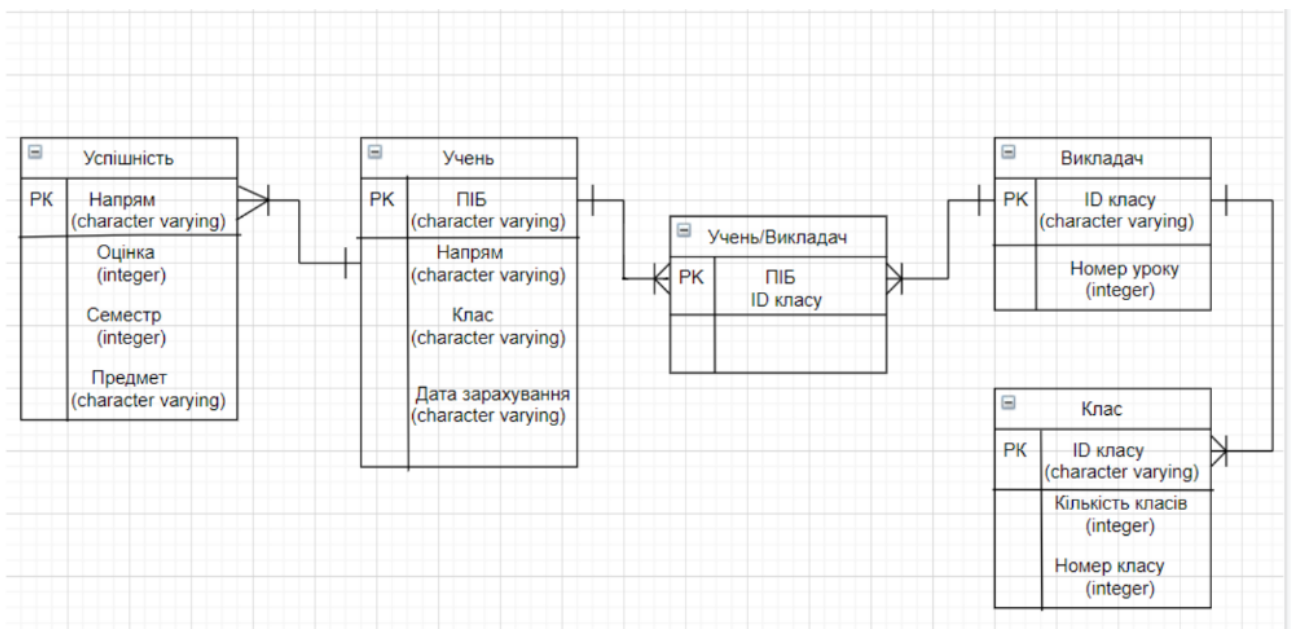 Успішність
PK
Напрям
(character varying)
Оцінка
(integer)
Семестр
(integer)
Предмет
(character varying)
Учень
PK
ПІБ
(character varying)
Напрям
(character varying)
Клас
(character varying)
Дата зарахування
(character varying)
Учень/Викладач
PK
ПІБ
ID класу
Викладач
PK
ID класу
(character varying)
Номер уроку
(integer)
Клас
PK
ID класу
(character varying)
Кількість класів
(integer)
Номер класу
(integer)